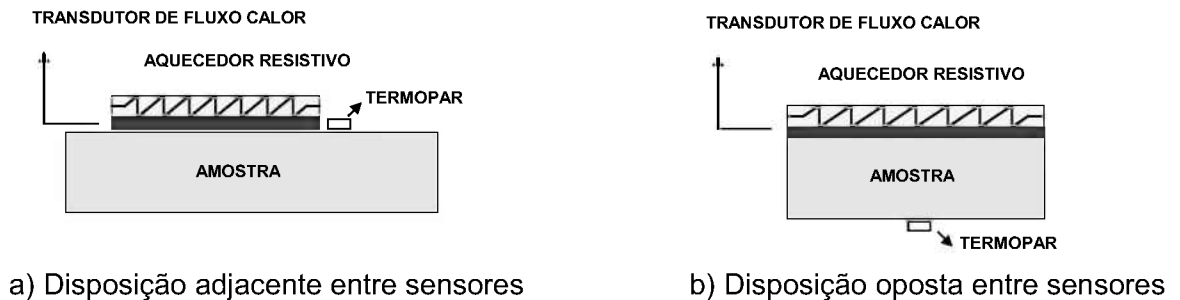 TRANSDUTOR DE FLUXO CALOR
AQUECEDOR RESISTIVO
TERMOPAR
AMOSTRA
a) Disposição adjacente entre sensores
TRANSDUTOR DE FLUXO CALOR
AQUECEDOR RESISTIVO
AMOSTRA
TERMOPAR
b) Disposição oposta entre sensores